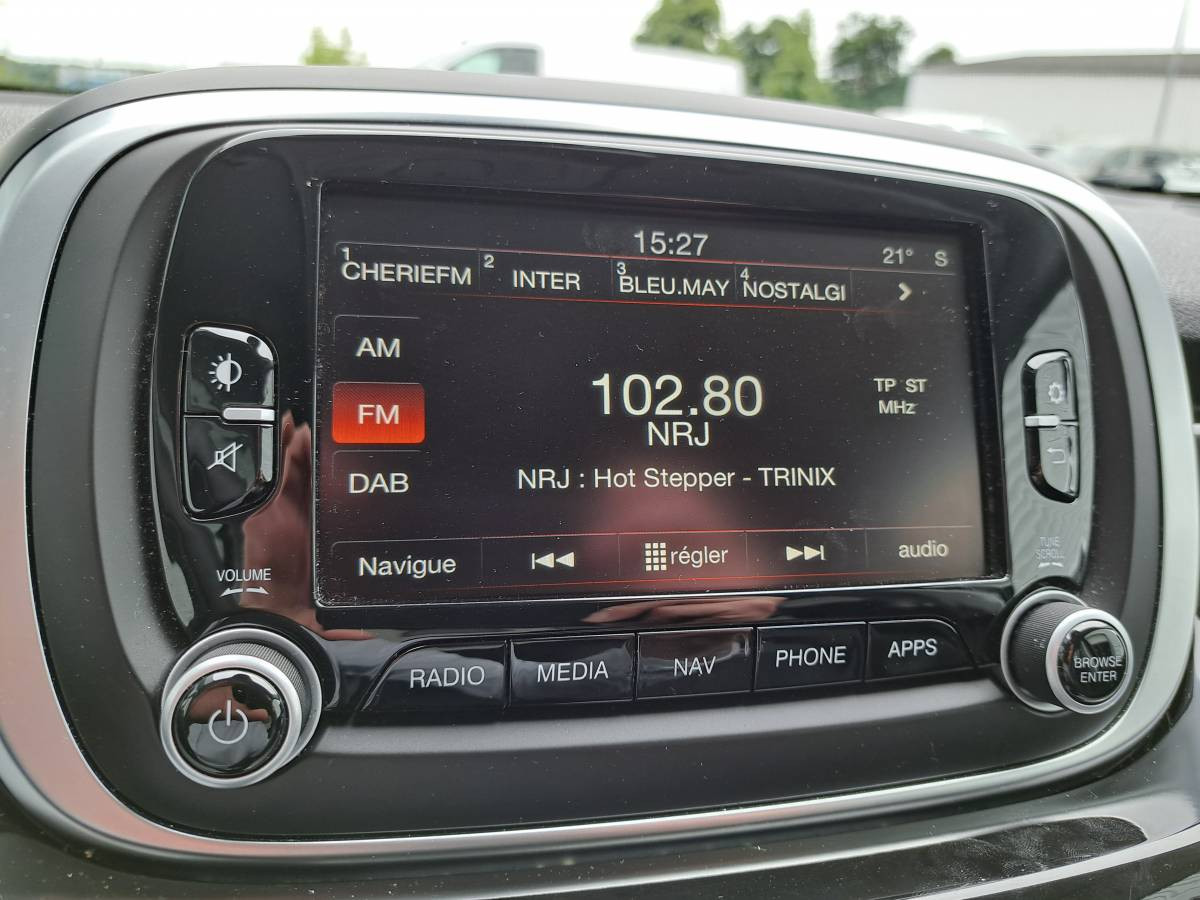 15:27
21° S
1 CHERIEFM 2 INTER 3 BLEU.MAY 4 NOSTALGI
AM
FM
DAB
102.80
NRJ
TP ST
MHz
NRJ : Hot Stepper - TRINIX
Navigue régler audio
VOLUME
TUNE
SCROLL
RADIO MEDIA NAV PHONE APPS
BROWSE
ENTER